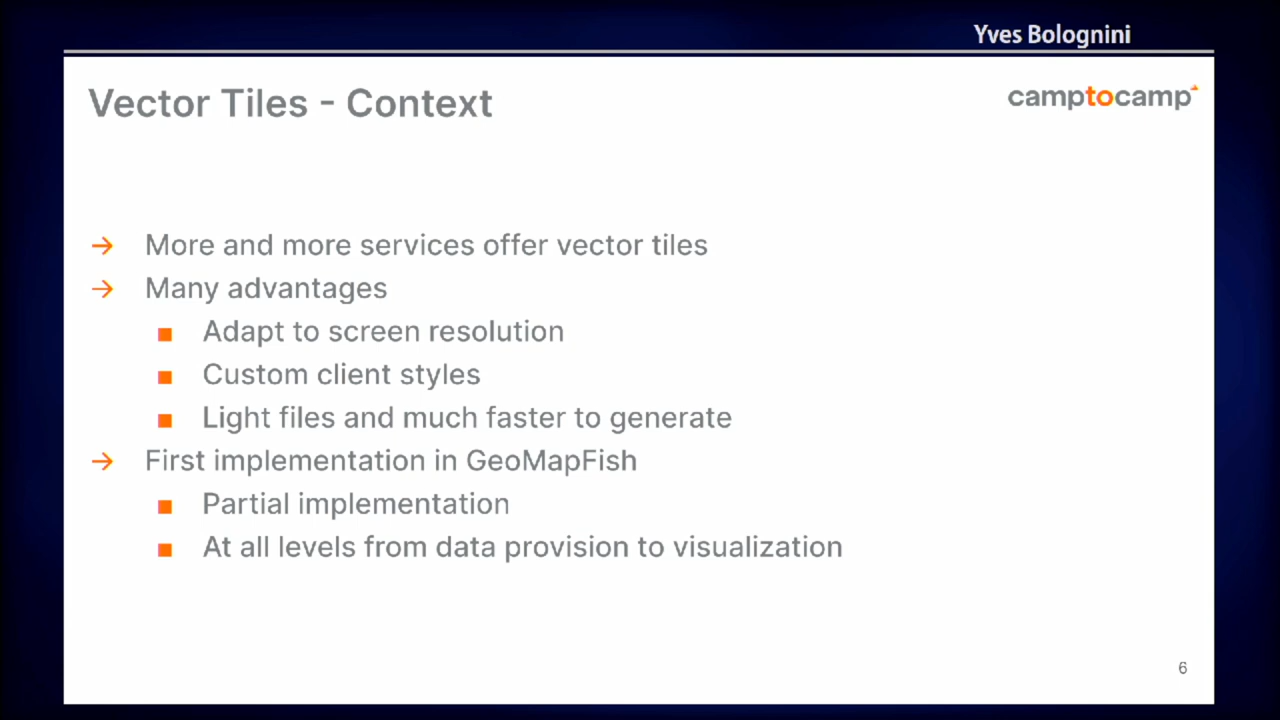 Yves Bolognini
Vector Tiles - Context
camptocamp
→ More and more services offer vector tiles
→ Many advantages
■ Adapt to screen resolution
■ Custom client styles
■ Light files and much faster to generate
→ First implementation in GeoMapFish
■ Partial implementation
■ At all levels from data provision to visualization
6